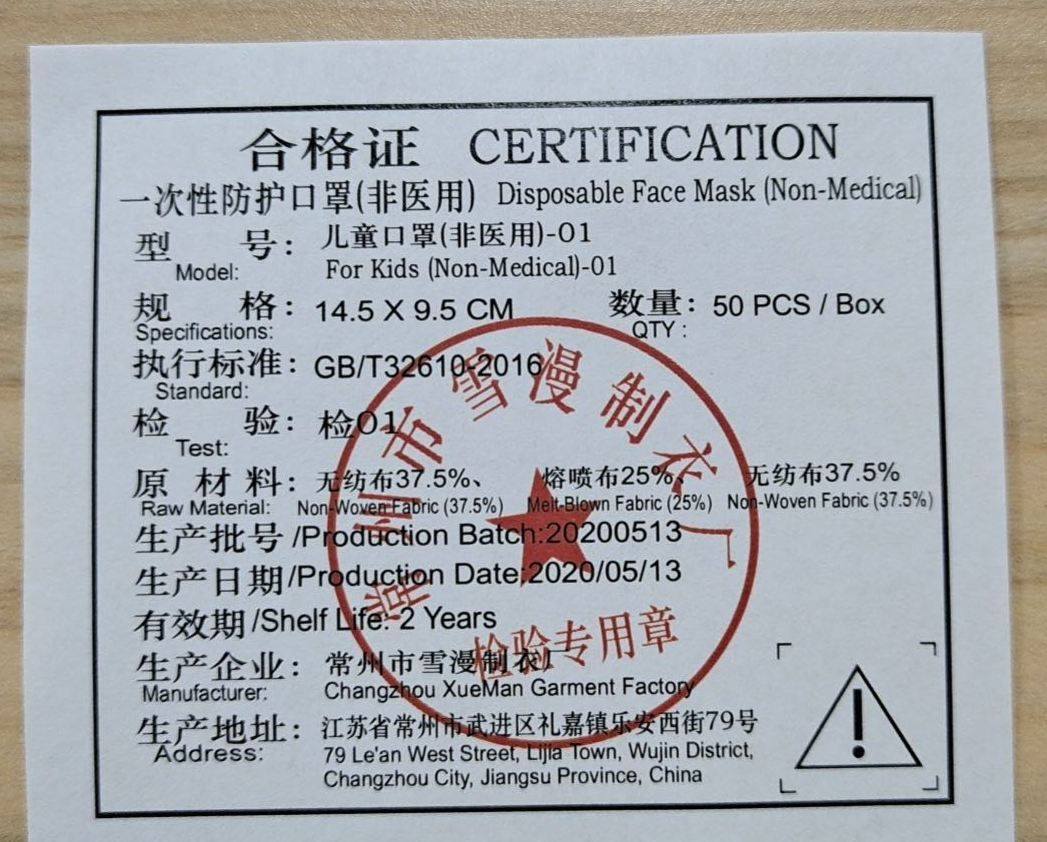 合格证 CERTIFICATION
一次性防护口罩(非医用) Disposable Face Mask (Non-Medical)
型 号: 儿童口罩(非医用)-01
Model: For Kids (Non-Medical)-01
规 格: 14.5 X 9.5 CM 数量: 50 PCS / Box
Specifications: QTY :
执行标准: GB/T32610-2016
Standard:
检 验: 检01
Test:
原 材 料: 无纺布37.5%、 熔喷布25%、 无纺布37.5%
Raw Material: Non-Woven Fabric (37.5%) Melt-Blown Fabric (25%) Non-Woven Fabric (37.5%)
生产批号 /Production Batch:20200513
生产日期/Production Date:2020/05/13
有效期/Shelf Life: 2 Years
生产企业: 常州市雪漫制衣厂
Manufacturer: Changzhou XueMan Garment Factory
生产地址: 江苏省常州市武进区礼嘉镇乐安西街79号
Address: 79 Le'an West Street, Lijia Town, Wujin District,
Changzhou City, Jiangsu Province, China
常州市雪漫制衣厂
检验专用章